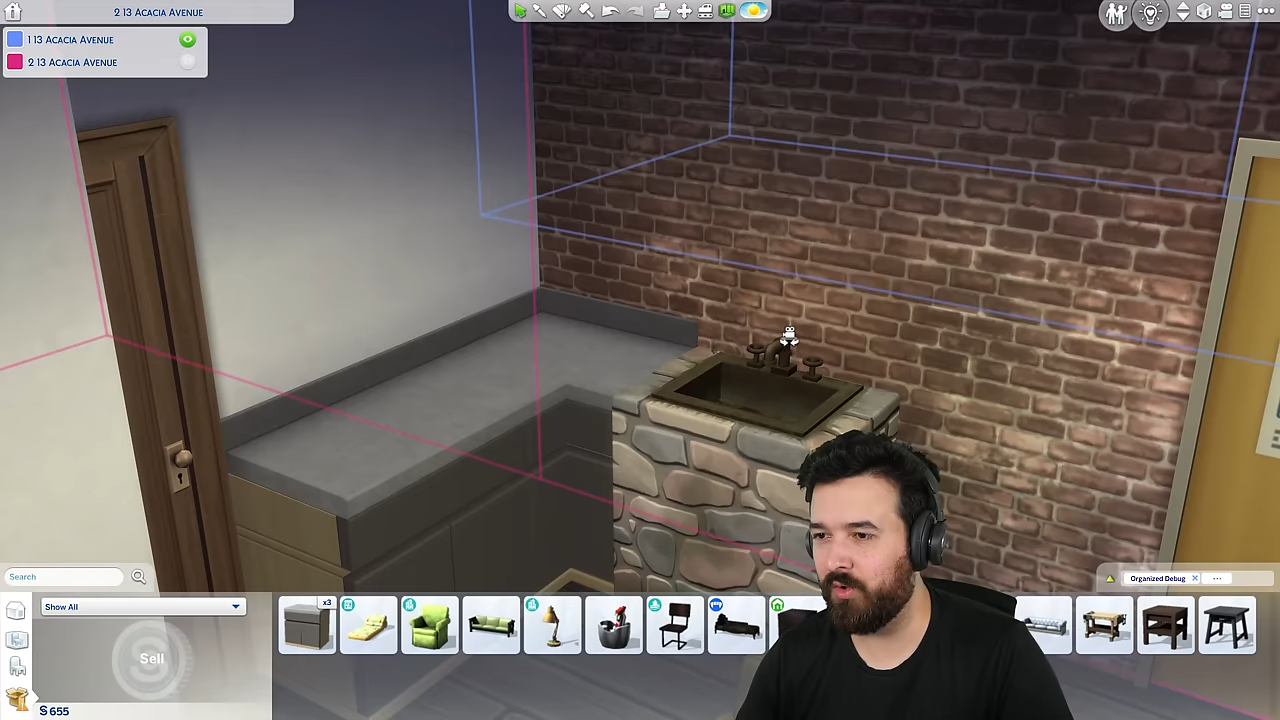 2 13 ACACIA AVENUE
1 13 ACACIA AVENUE
2 13 ACACIA AVENUE
Search
Show All
Sell
§655
x3
Organized Debug